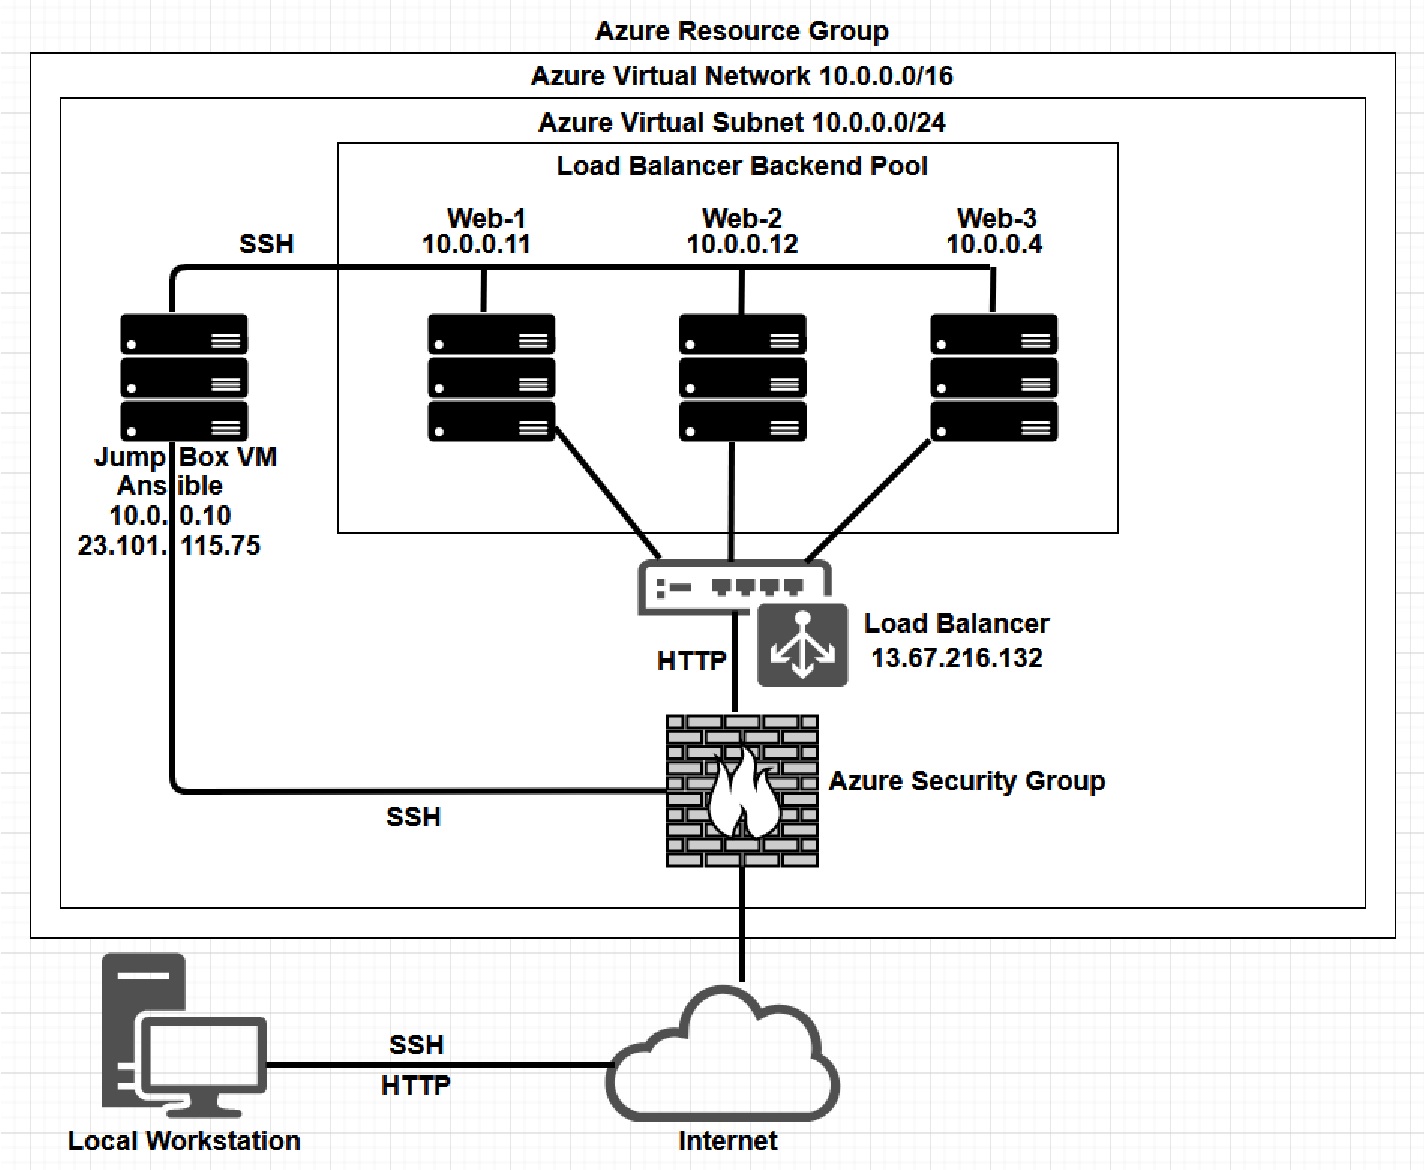 Azure Resource Group
Azure Virtual Network 10.0.0.0/16
Azure Virtual Subnet 10.0.0.0/24
Load Balancer Backend Pool
Web-1
10.0.0.11
Web-2
10.0.0.12
Web-3
10.0.0.4
SSH
Jump Box VM
Ansible
10.0.0.10
23.101.115.75
Load Balancer
13.67.216.132
HTTP
Azure Security Group
SSH
SSH
HTTP
Local Workstation
Internet